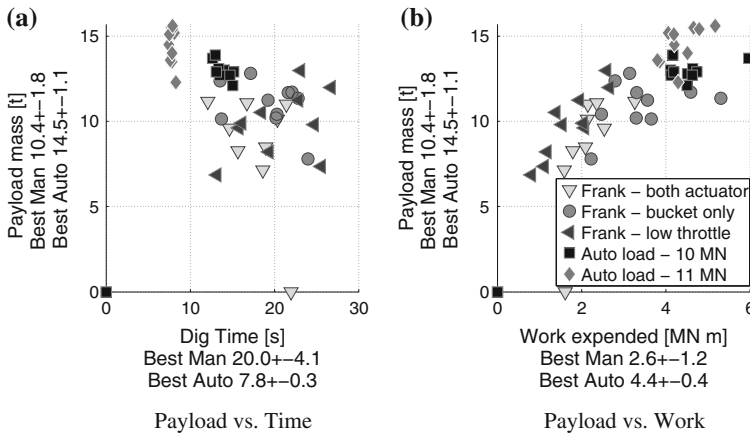 (a)
Payload mass [t]
Best Man 10.4+−1.8
Best Auto 14.5+−1.1
15
10
5
0
0 10 20 30
Dig Time [s]
Best Man 20.0+−4.1
Best Auto 7.8+−0.3
Payload vs. Time
(b)
Payload mass [t]
Best Man 10.4+−1.8
Best Auto 14.5+−1.1
15
10
5
0
0 2 4 6
Frank − both actuator
Frank − bucket only
Frank − low throttle
Auto load − 10 MN
Auto load − 11 MN
Work expended [MN m]
Best Man 2.6+−1.2
Best Auto 4.4+−0.4
Payload vs. Work